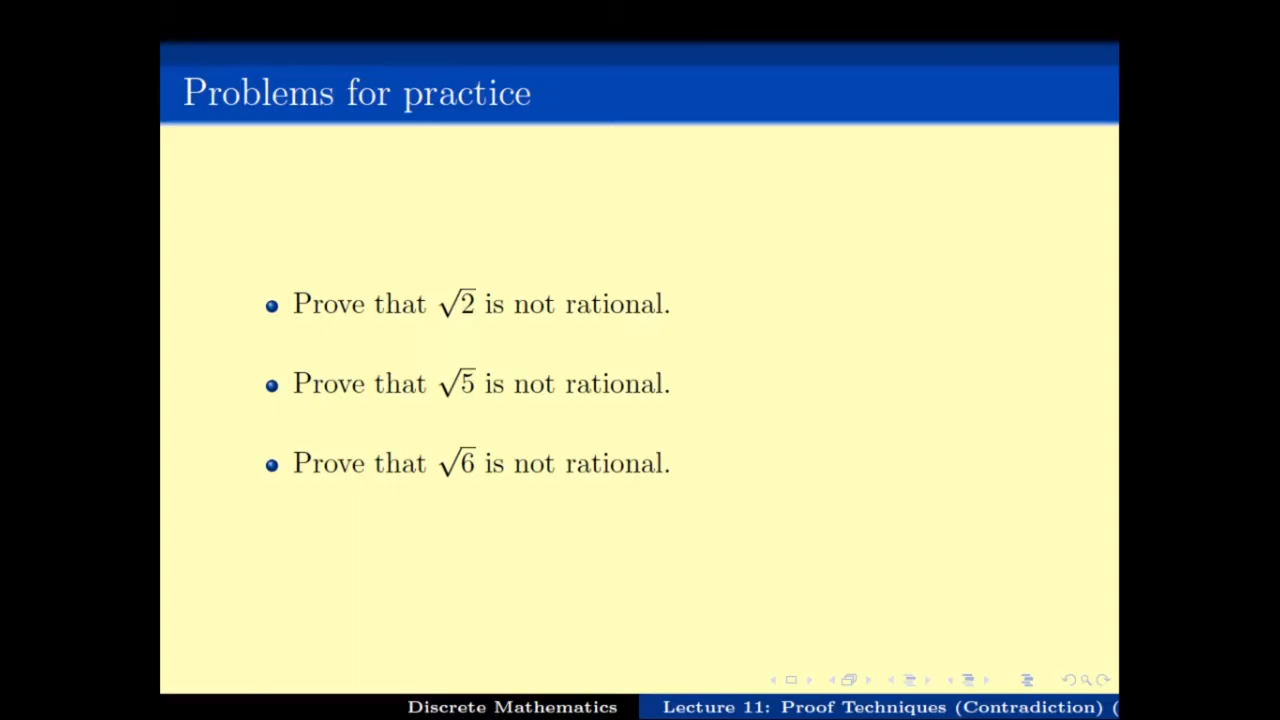 Problems for practice
Prove that √2 is not rational.
Prove that √5 is not rational.
Prove that √6 is not rational.
Discrete Mathematics
Lecture 11: Proof Techniques (Contradiction) (